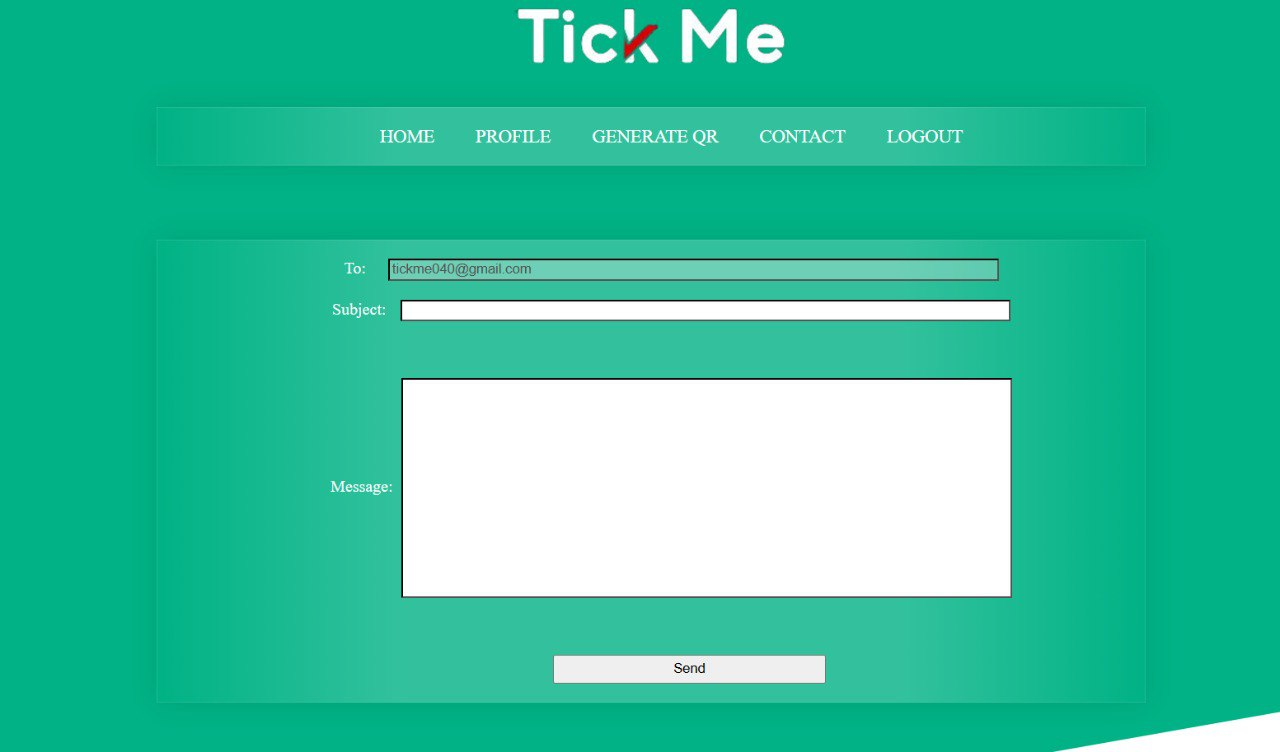 Tick Me
HOME PROFILE GENERATE QR CONTACT LOGOUT
To: tickme040@gmail.com
Subject:
Message:
Send